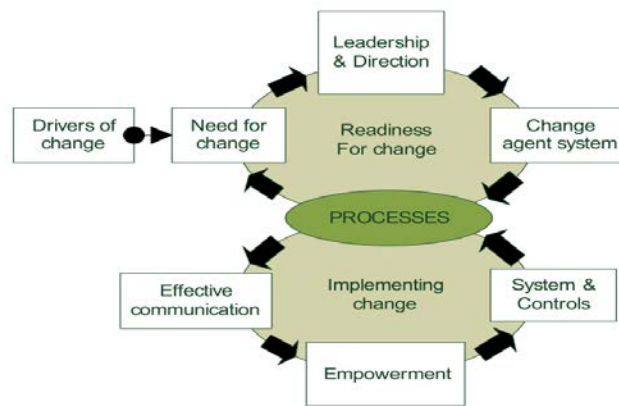 Leadership
& Direction
Drivers of
change
Need for
change
Readiness
For change
Change
agent system
PROCESSES
Effective
communication
Implementing
change
System &
Controls
Empowerment